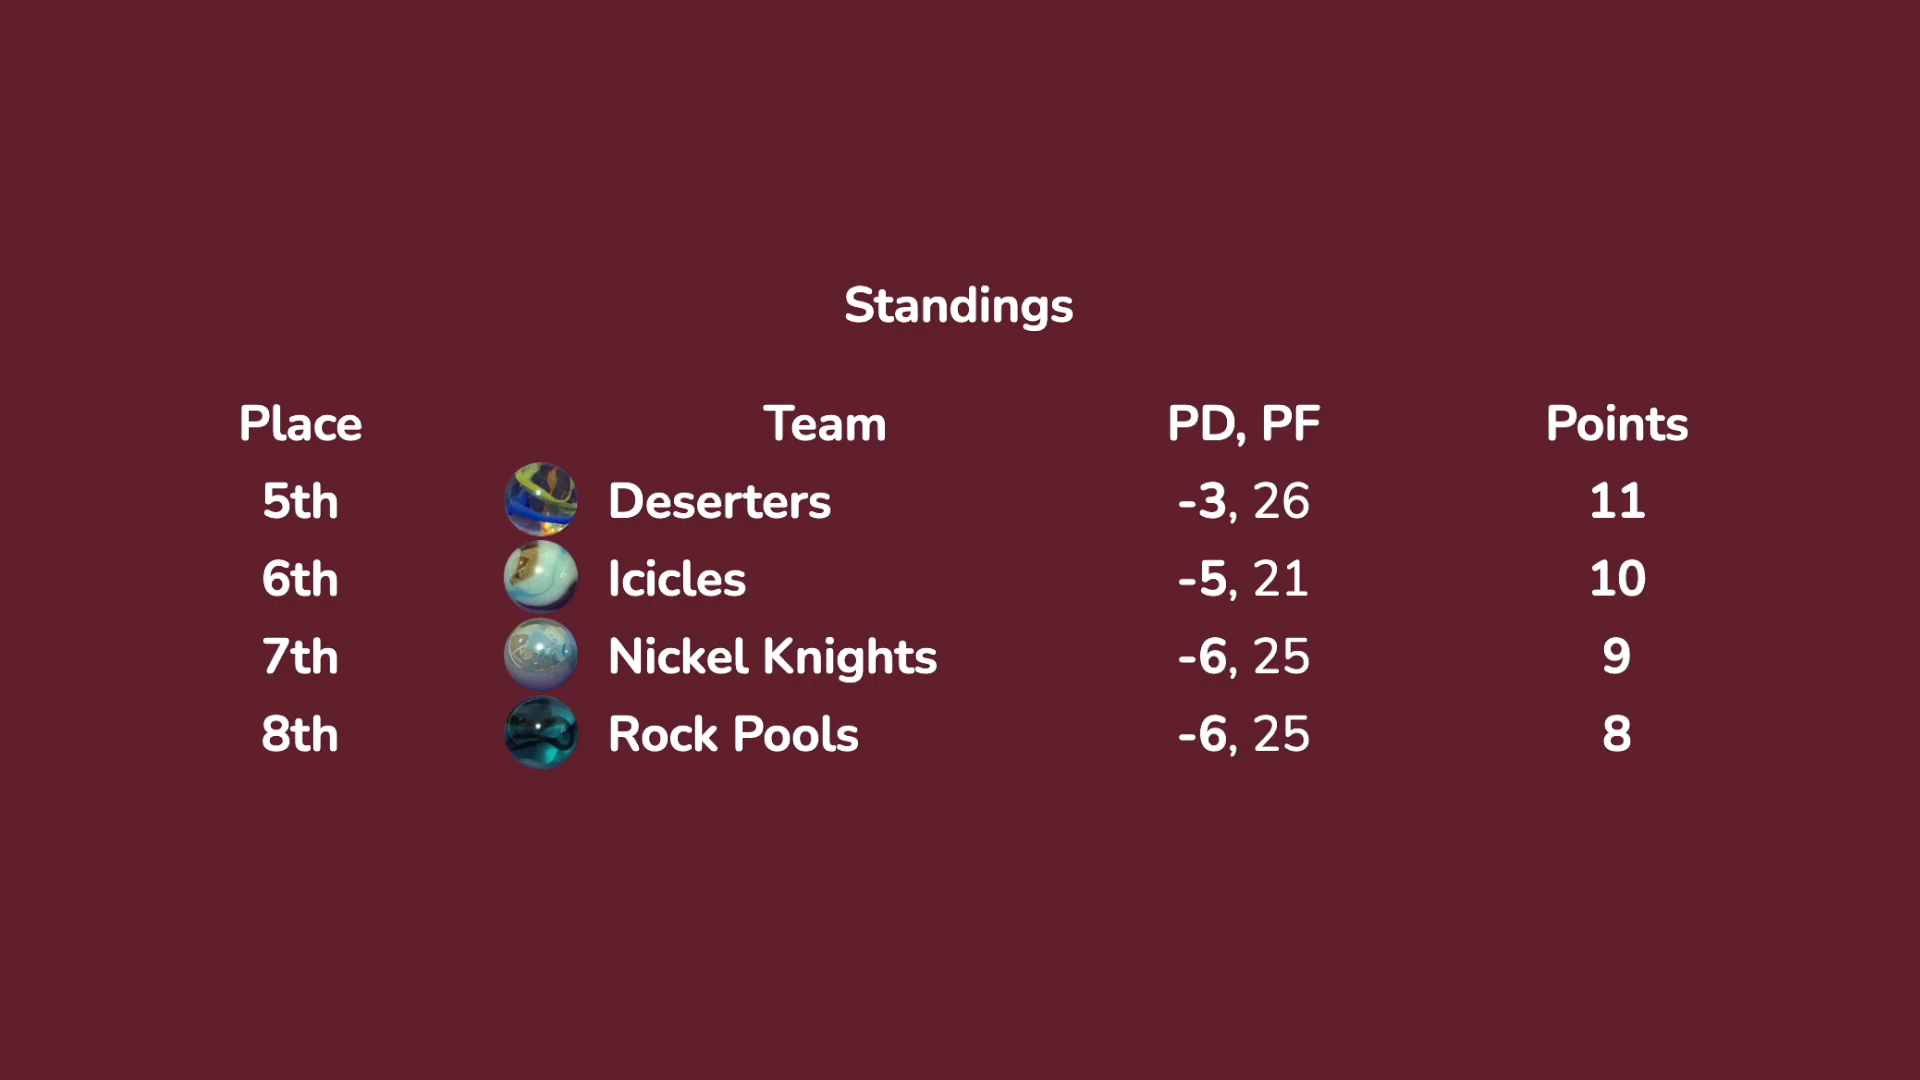 Standings
Place Team PD, PF Points
5th Deserters -3, 26 11
6th Icicles -5, 21 10
7th Nickel Knights -6, 25 9
8th Rock Pools -6, 25 8